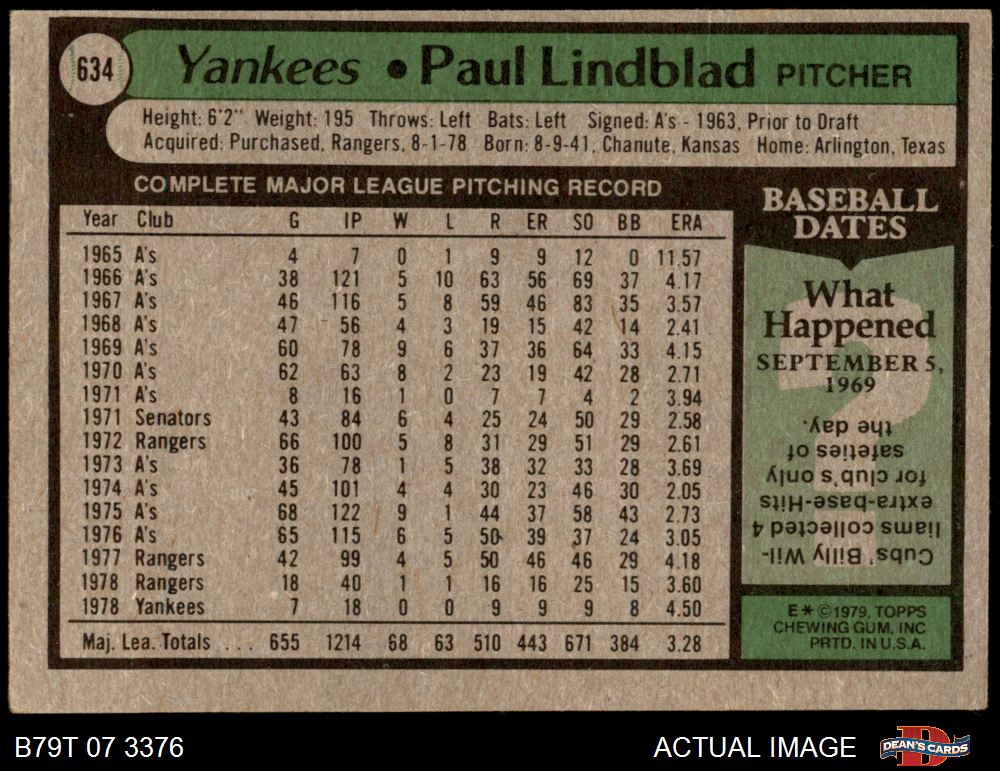 634
Yankees • Paul Lindblad PITCHER
Height: 6'2" Weight: 195 Throws: Left Bats: Left Signed: A's - 1963, Prior to Draft
Acquired: Purchased, Rangers, 8-1-78 Born: 8-9-41, Chanute, Kansas Home: Arlington, Texas
COMPLETE MAJOR LEAGUE PITCHING RECORD
Year Club G IP W L R ER SO BB ERA
1965 A's 4 7 0 1 9 9 12 0 11.57
1966 A's 38 121 5 10 63 56 69 37 4.17
1967 A's 46 116 5 8 59 46 83 35 3.57
1968 A's 47 56 4 3 19 15 42 14 2.41
1969 A's 60 78 9 6 37 36 64 33 4.15
1970 A's 62 63 8 2 23 19 42 28 2.71
1971 A's 8 16 1 0 7 7 4 2 3.94
1971 Senators 43 84 6 4 25 24 50 29 2.58
1972 Rangers 66 100 5 8 31 29 51 29 2.61
1973 A's 36 78 1 5 38 32 33 28 3.69
1974 A's 45 101 4 4 30 23 46 30 2.05
1975 A's 68 122 9 1 44 37 58 43 2.73
1976 A's 65 115 6 5 50 39 37 24 3.05
1977 Rangers 42 99 4 5 50 46 46 29 4.18
1978 Rangers 18 40 1 1 16 16 25 15 3.60
1978 Yankees 7 18 0 0 9 9 9 8 4.50
Maj. Lea. Totals ... 655 1214 68 63 510 443 671 384 3.28
BASEBALL
DATES
What
Happened
SEPTEMBER 5,
1969
Cubs' Billy Wil-
liams collected 4
extra-base-Hits
for club's only
safeties of
the day.
E*©1979, TOPPS
CHEWING GUM, INC
PRTD. IN U.S.A.
B79T 07 3376
ACTUAL IMAGE
DEAN'S CARDS